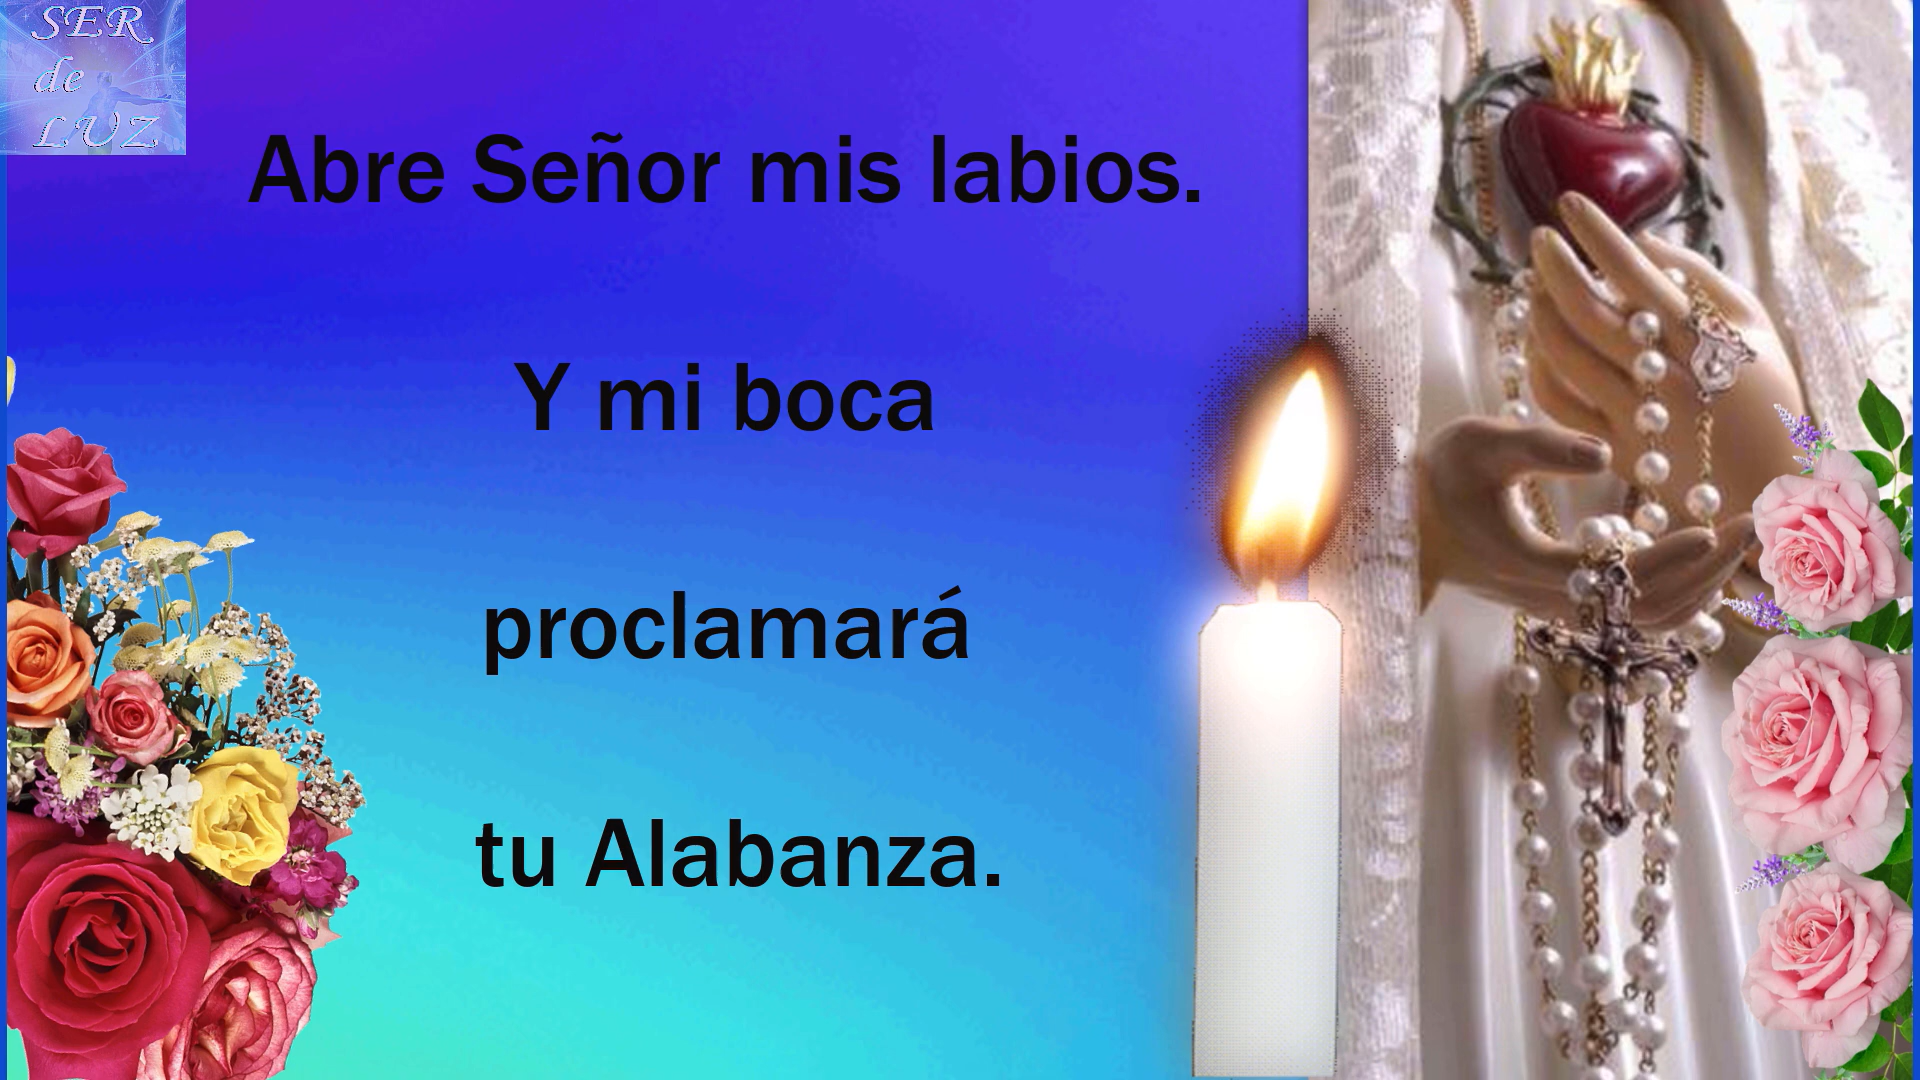 SER
de
LUZ
Abre Señor mis labios.
Y mi boca
proclamará
tu Alabanza.